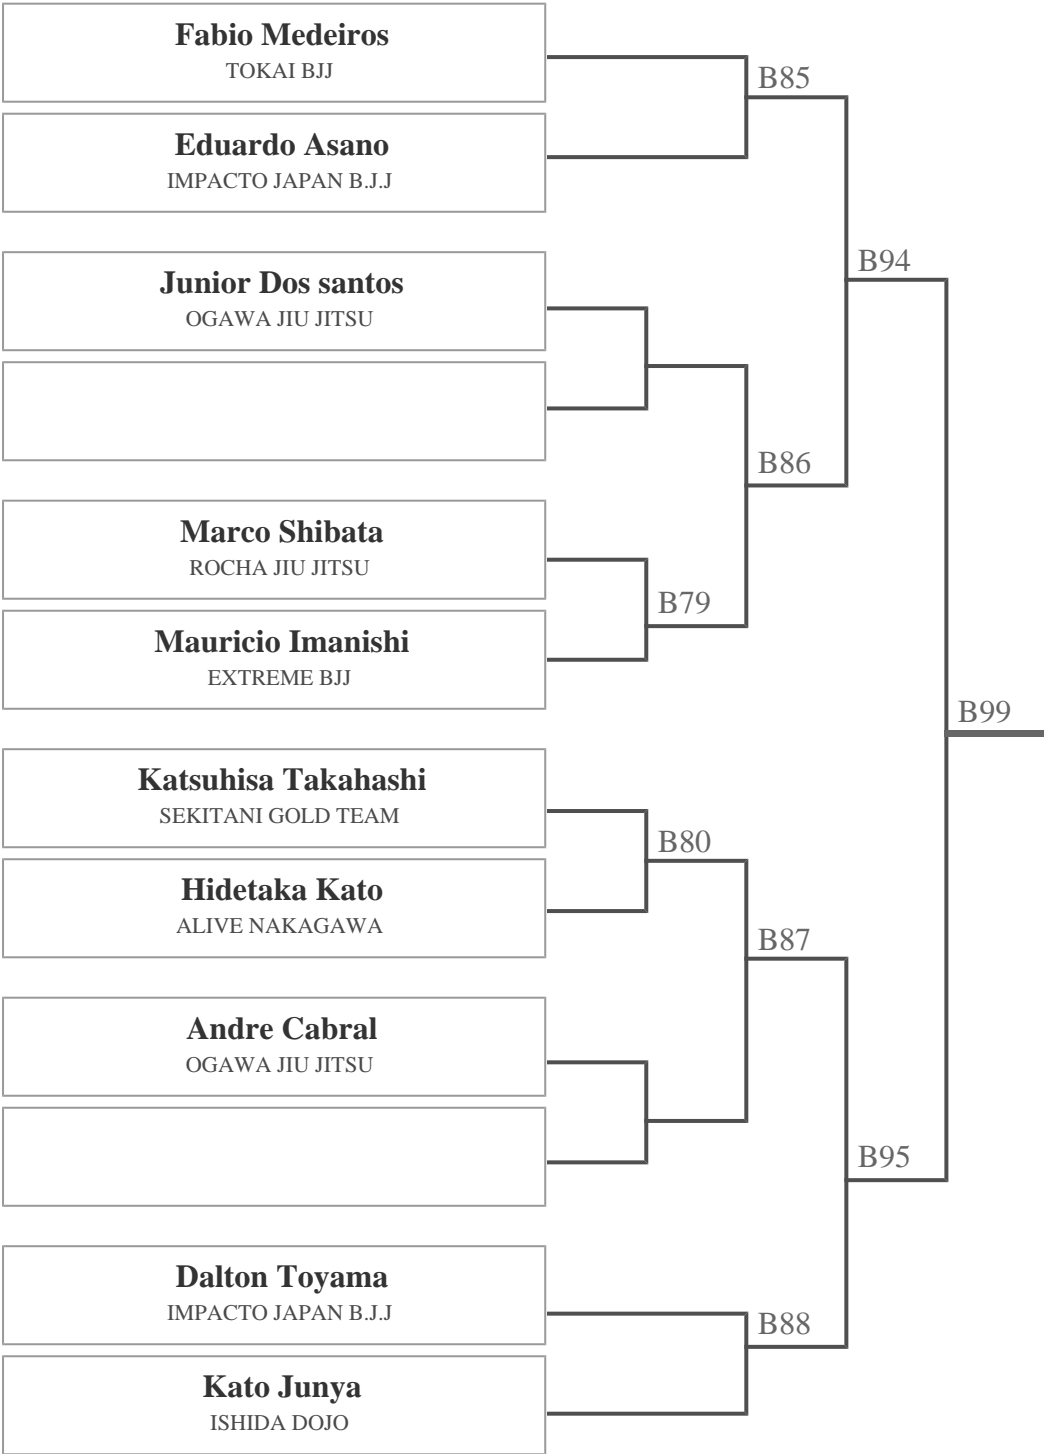 Fabio Medeiros
TOKAI BJJ
B85
Eduardo Asano
IMPACTO JAPAN B.J.J
B94
Junior Dos santos
OGAWA JIU JITSU
B86
Marco Shibata
ROCHA JIU JITSU
B79
Mauricio Imanishi
EXTREME BJJ
B99
Katsuhisa Takahashi
SEKITANI GOLD TEAM
B80
Hidetaka Kato
ALIVE NAKAGAWA
B87
Andre Cabral
OGAWA JIU JITSU
B95
Dalton Toyama
IMPACTO JAPAN B.J.J
B88
Kato Junya
ISHIDA DOJO